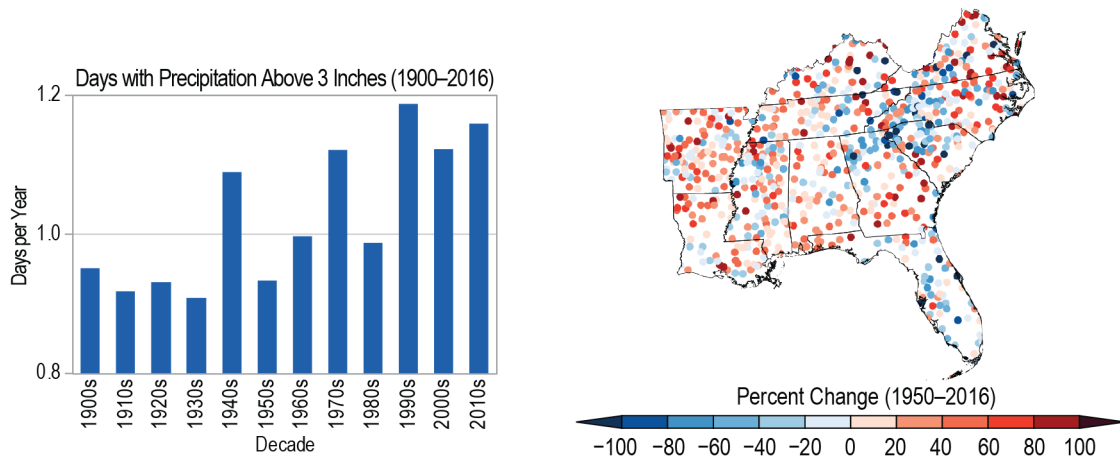 Days with Precipitation Above 3 Inches (1900–2016)
Days per Year
1.2
1.0
0.8
1900s
1910s
1920s
1930s
1940s
1950s
1960s
1970s
1980s
1990s
2000s
2010s
Decade
Percent Change (1950–2016)
−100 −80 −60 −40 −20 0 20 40 60 80 100